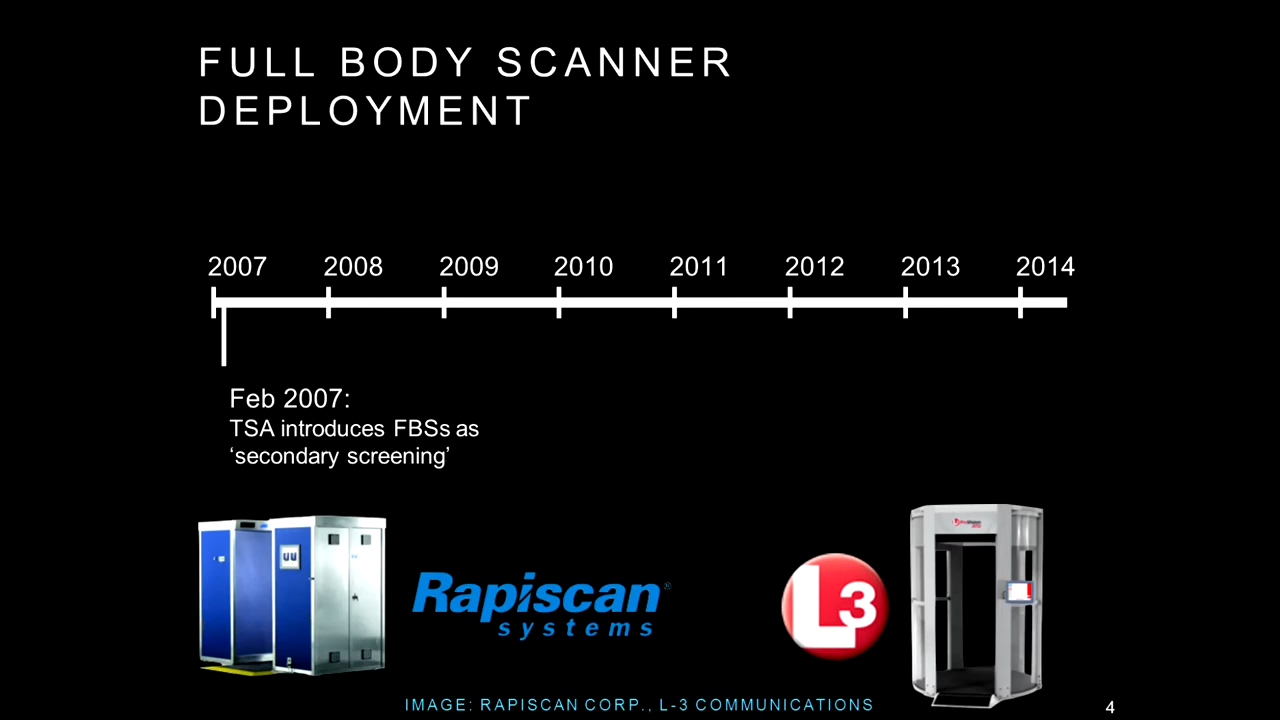 FULL BODY SCANNER
DEPLOYMENT
2007 2008 2009 2010 2011 2012 2013 2014
Feb 2007:
TSA introduces FBSs as
‘secondary screening’
Rapiscan®
systems
L3
IMAGE: RAPISCAN CORP., L-3 COMMUNICATIONS
4